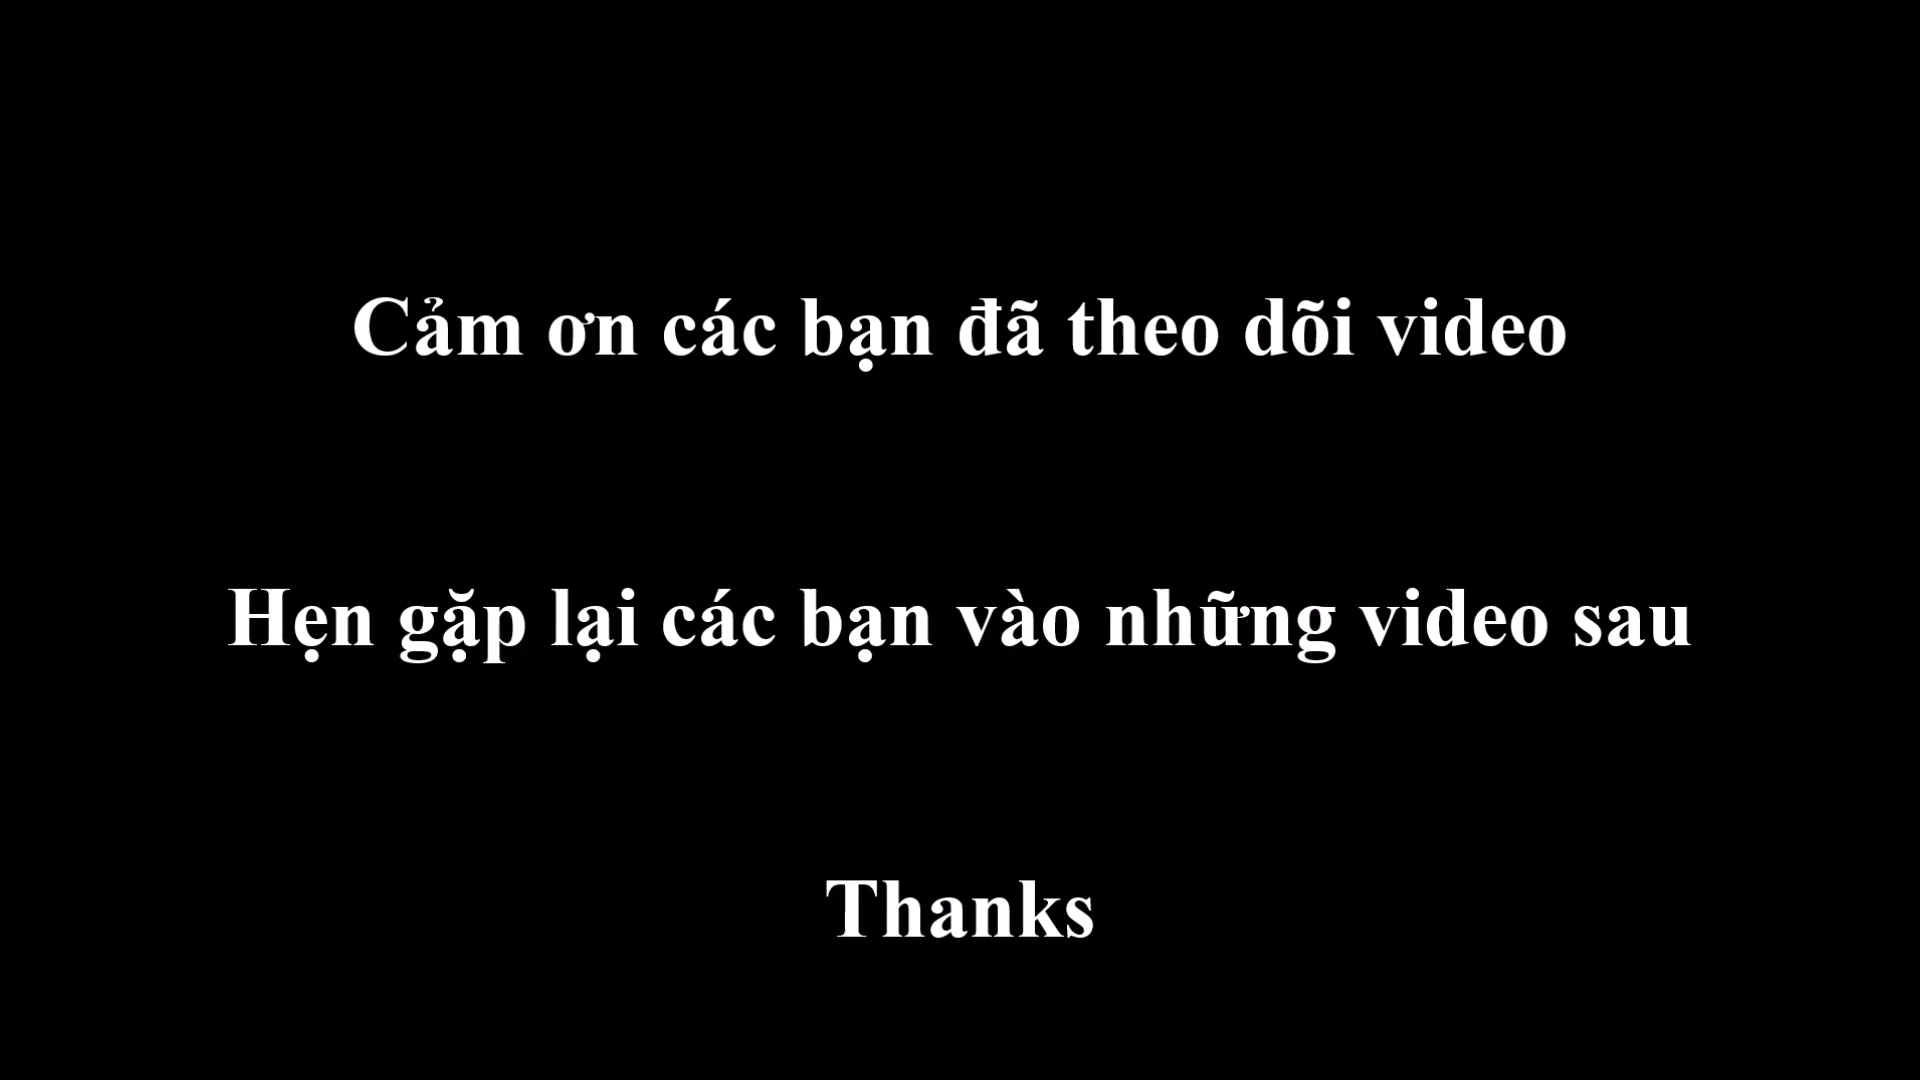 Cảm ơn các bạn đã theo dõi video
Hẹn gặp lại các bạn vào những video sau
Thanks